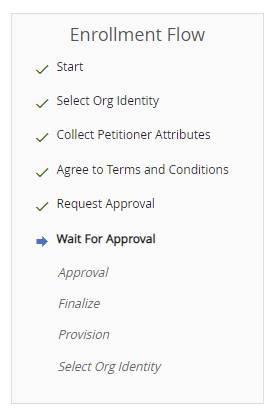 Enrollment Flow
Start
Select Org Identity
Collect Petitioner Attributes
Agree to Terms and Conditions
Request Approval
Wait For Approval
Approval
Finalize
Provision
Select Org Identity